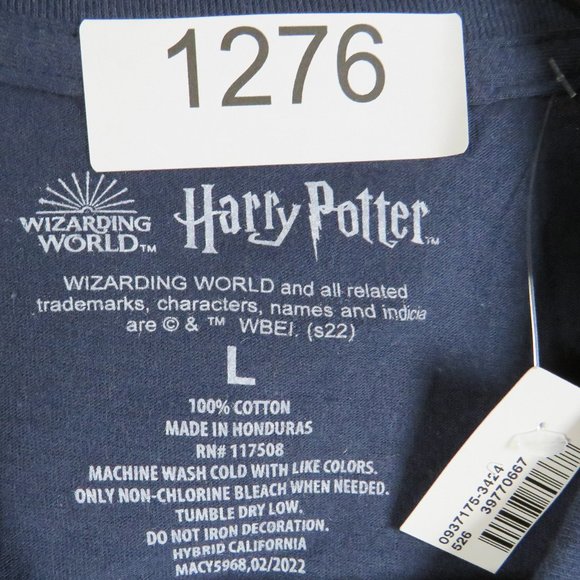 1276
WIZARDING
WORLD™
Harry Potter™
WIZARDING WORLD and all related
trademarks, characters, names and indicia
are © & ™ WBEI. (s22)
L
100% COTTON
MADE IN HONDURAS
RN# 117508
MACHINE WASH COLD WITH LIKE COLORS.
ONLY NON-CHLORINE BLEACH WHEN NEEDED.
TUMBLE DRY LOW.
DO NOT IRON DECORATION.
HYBRID CALIFORNIA
MACY5968,02/2022
0937175-3424
526 39770667